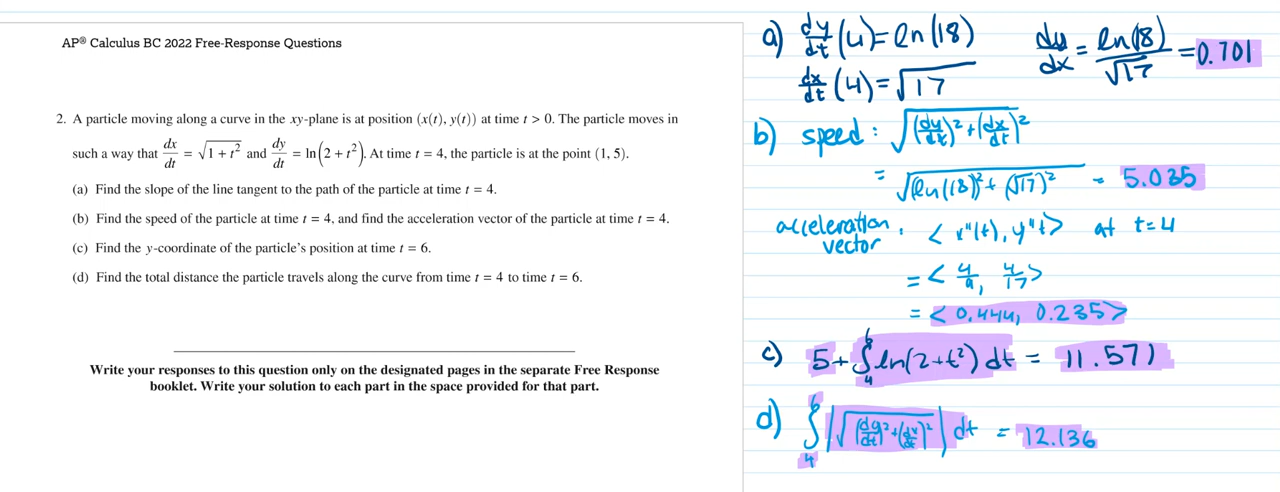 AP® Calculus BC 2022 Free-Response Questions
2. A particle moving along a curve in the xy-plane is at position (x(t), y(t)) at time t > 0. The particle moves in
such a way that dx/dt = √(1 + t²) and dy/dt = ln(2 + t²). At time t = 4, the particle is at the point (1, 5).
(a) Find the slope of the line tangent to the path of the particle at time t = 4.
(b) Find the speed of the particle at time t = 4, and find the acceleration vector of the particle at time t = 4.
(c) Find the y-coordinate of the particle's position at time t = 6.
(d) Find the total distance the particle travels along the curve from time t = 4 to time t = 6.
Write your responses to this question only on the designated pages in the separate Free Response
booklet. Write your solution to each part in the space provided for that part.
a) dy/dt (4) = ln(18) dy/dx = ln(18)/√17 = 0.701
dx/dt (4) = √17
b) speed : √((dy/dt)² + (dx/dt)²)
= √(ln(18)² + (√17)²) = 5.035
acceleration vector : < x"(t), y"t > at t=4
= < 4/9, 4/17 >
= < 0.444, 0.235 >
c) 5 + ∫₄⁶ ln(2+t²) dt = 11.571
d) ∫₄⁶ |√((dy/dt)² + (dx/dt)²)| dt = 12.136